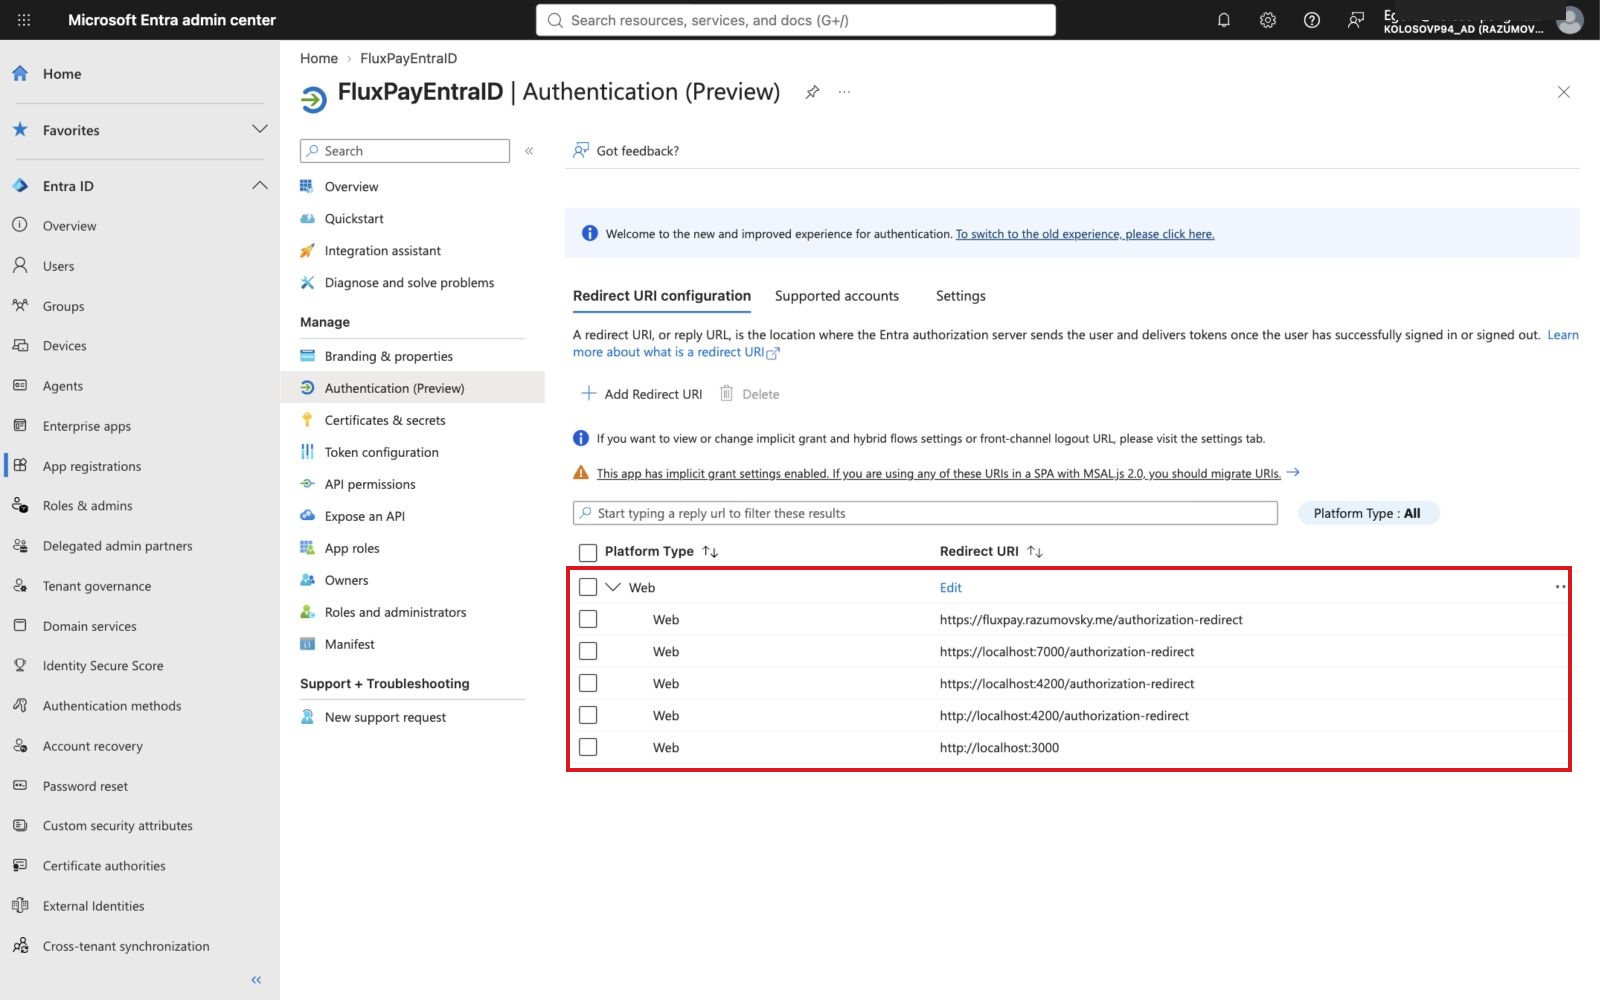 Microsoft Entra admin center
Search resources, services, and docs (G+/)
KOLOSOVP94_AD (RAZUMOV...
Home
Favorites
Entra ID
Overview
Users
Groups
Devices
Agents
Enterprise apps
App registrations
Roles & admins
Delegated admin partners
Tenant governance
Domain services
Identity Secure Score
Authentication methods
Account recovery
Password reset
Custom security attributes
Certificate authorities
External Identities
Cross-tenant synchronization
Home > FluxPayEntraID
FluxPayEntraID | Authentication (Preview)
Search
Overview
Quickstart
Integration assistant
Diagnose and solve problems
Manage
Branding & properties
Authentication (Preview)
Certificates & secrets
Token configuration
API permissions
Expose an API
App roles
Owners
Roles and administrators
Manifest
Support + Troubleshooting
New support request
Got feedback?
Welcome to the new and improved experience for authentication. To switch to the old experience, please click here.
Redirect URI configuration Supported accounts Settings
A redirect URI, or reply URL, is the location where the Entra authorization server sends the user and delivers tokens once the user has successfully signed in or signed out. Learn
more about what is a redirect URI
Add Redirect URI Delete
If you want to view or change implicit grant and hybrid flows settings or front-channel logout URL, please visit the settings tab.
This app has implicit grant settings enabled. If you are using any of these URIs in a SPA with MSAL.js 2.0, you should migrate URIs.
Start typing a reply url to filter these results
Platform Type : All
Platform Type Redirect URI
Web Edit
Web https://fluxpay.razumovsky.me/authorization-redirect
Web https://localhost:7000/authorization-redirect
Web https://localhost:4200/authorization-redirect
Web http://localhost:4200/authorization-redirect
Web http://localhost:3000